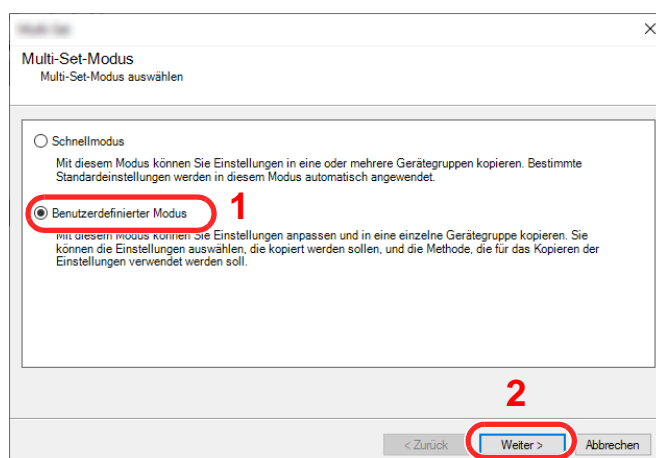 Multi-Set-Modus
Multi-Set-Modus auswählen
Schnellmodus
Mit diesem Modus können Sie Einstellungen in eine oder mehrere Gerätegruppen kopieren. Bestimmte
Standardeinstellungen werden in diesem Modus automatisch angewendet.
Benutzerdefinierter Modus
1
Mit diesem Modus können Sie Einstellungen anpassen und in eine einzelne Gerätegruppe kopieren. Sie
können die Einstellungen auswählen, die kopiert werden sollen, und die Methode, die für das Kopieren der
Einstellungen verwendet werden soll.
2
< Zurück
Weiter >
Abbrechen